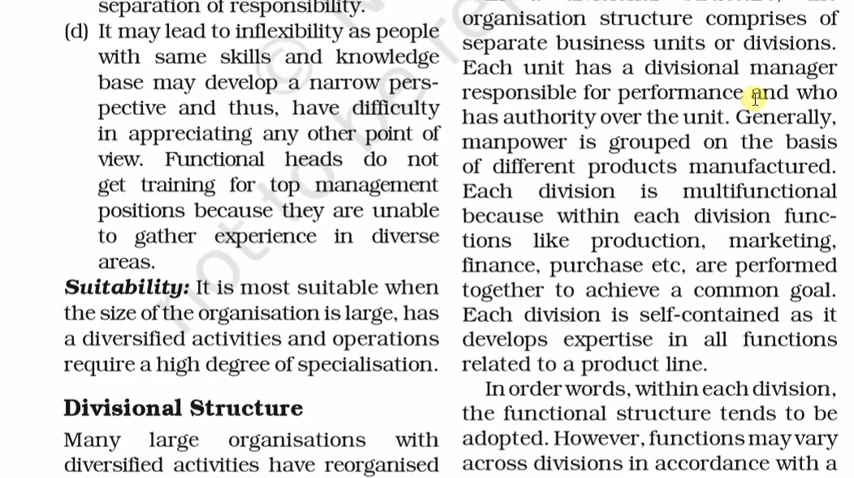 separation of responsibility.
(d) It may lead to inflexibility as people
with same skills and knowledge
base may develop a narrow pers-
pective and thus, have difficulty
in appreciating any other point of
view. Functional heads do not
get training for top management
positions because they are unable
to gather experience in diverse
areas.
Suitability: It is most suitable when
the size of the organisation is large, has
a diversified activities and operations
require a high degree of specialisation.
Divisional Structure
Many large organisations with
diversified activities have reorganised
organisation structure comprises of
separate business units or divisions.
Each unit has a divisional manager
responsible for performance and who
has authority over the unit. Generally,
manpower is grouped on the basis
of different products manufactured.
Each division is multifunctional
because within each division func-
tions like production, marketing,
finance, purchase etc, are performed
together to achieve a common goal.
Each division is self-contained as it
develops expertise in all functions
related to a product line.
In order words, within each division,
the functional structure tends to be
adopted. However, functions may vary
across divisions in accordance with a
not to be re